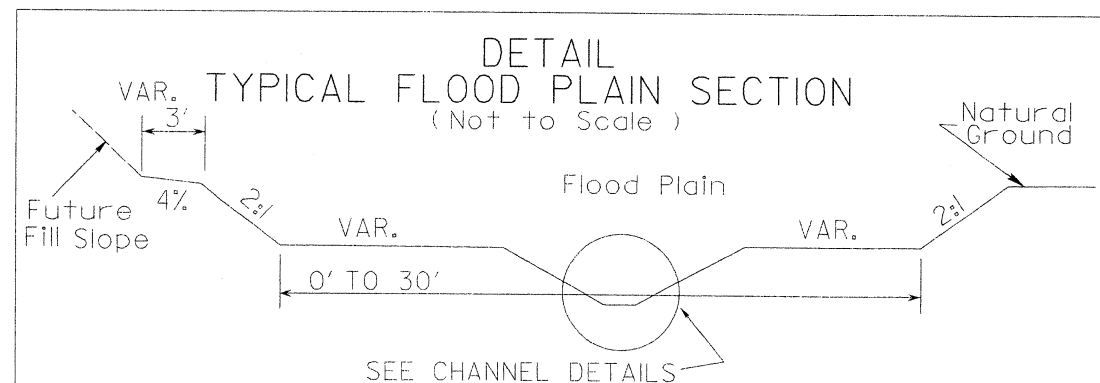 DETAIL
TYPICAL FLOOD PLAIN SECTION
( Not to Scale )
VAR.
3'
Natural
Ground
Flood Plain
4%
2:1
2:1
Future
Fill Slope
VAR.
VAR.
0' TO 30'
SEE CHANNEL DETAILS